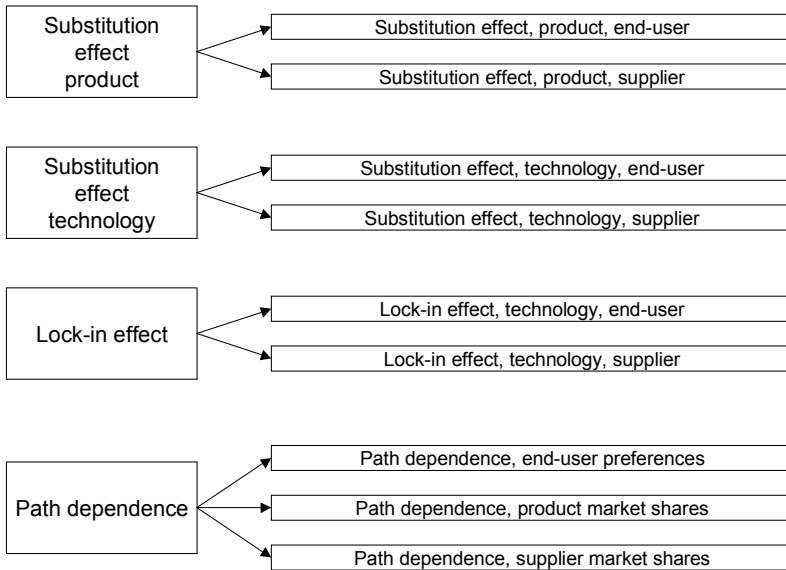 Substitution
effect
product
Substitution effect, product, end-user
Substitution effect, product, supplier
Substitution
effect
technology
Substitution effect, technology, end-user
Substitution effect, technology, supplier
Lock-in effect
Lock-in effect, technology, end-user
Lock-in effect, technology, supplier
Path dependence
Path dependence, end-user preferences
Path dependence, product market shares
Path dependence, supplier market shares